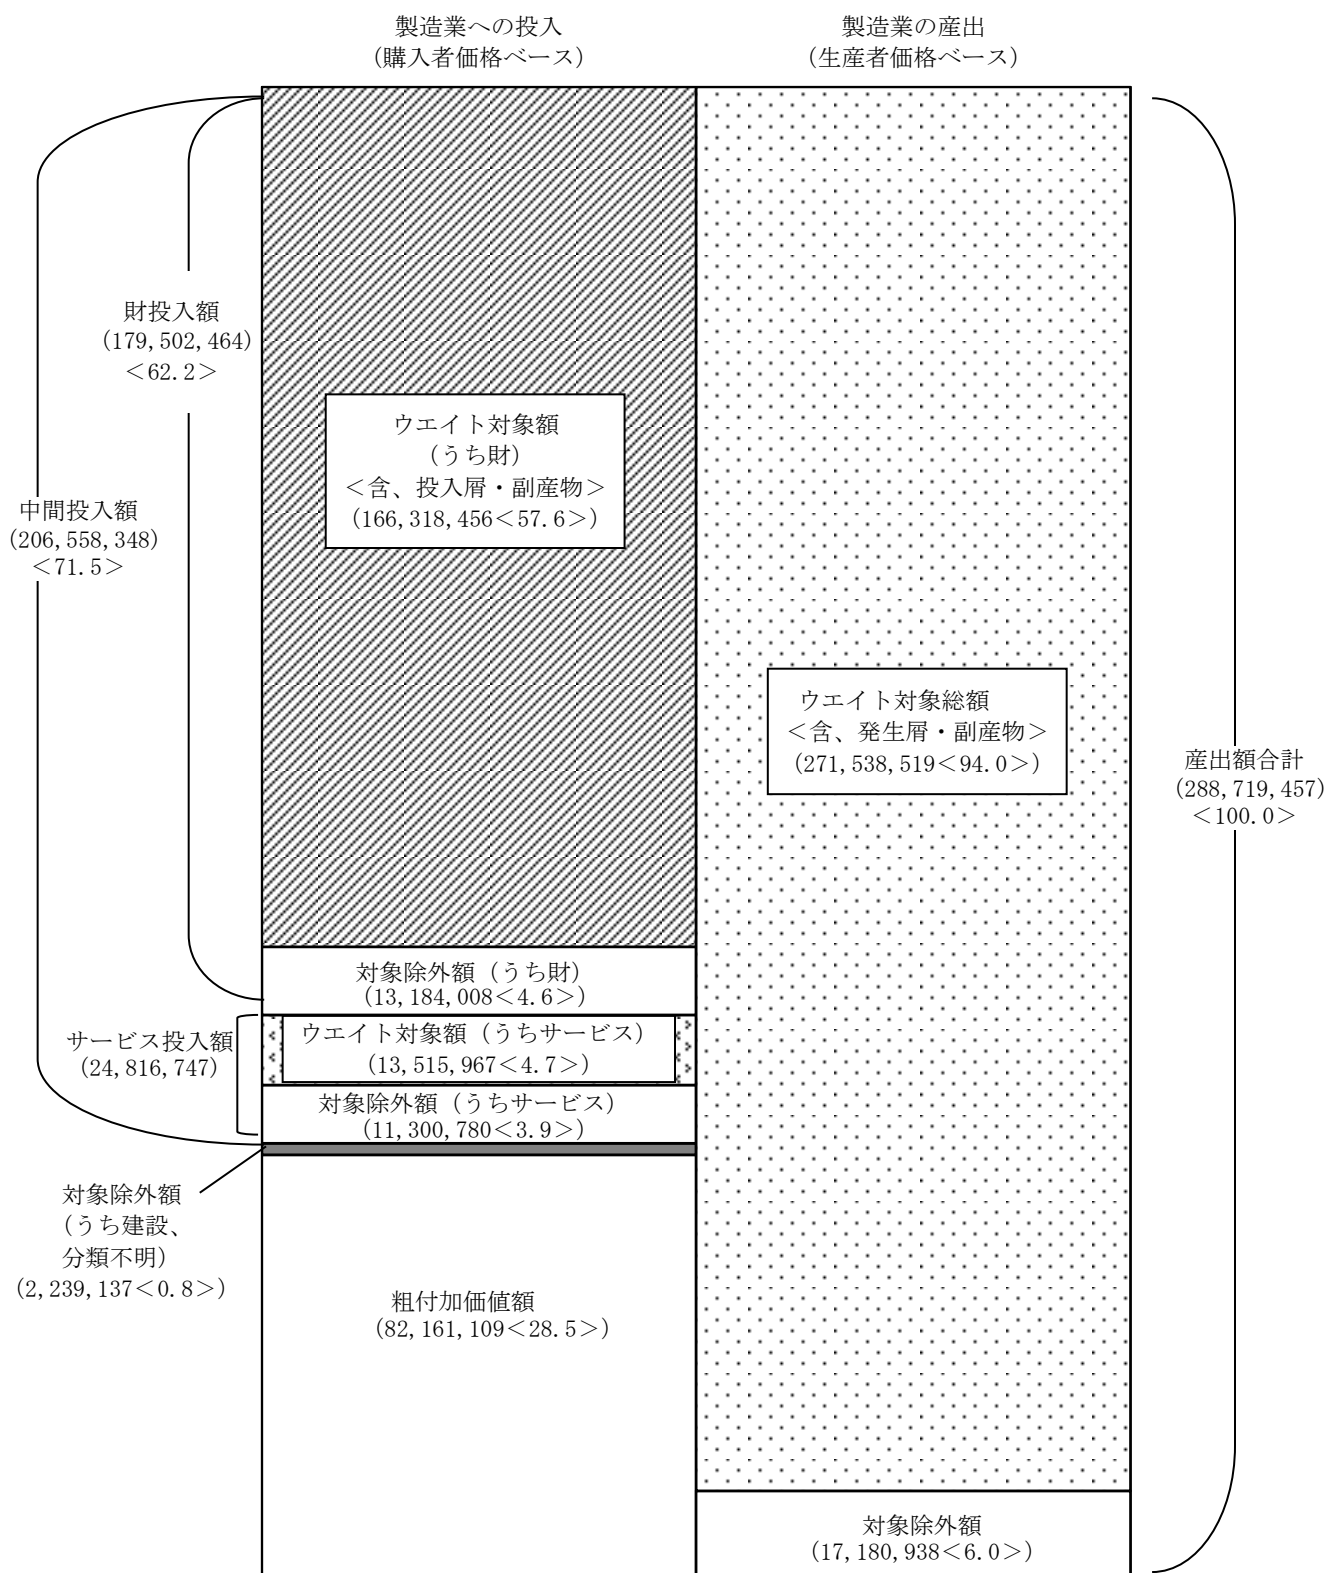 製造業への投入
（購入者価格ベース）
製造業の産出
（生産者価格ベース）
財投入額
(179,502,464)
＜62.2＞
ウエイト対象額
（うち財）
＜含、投入屑・副産物＞
(166,318,456＜57.6＞)
中間投入額
(206,558,348)
＜71.5＞
ウエイト対象総額
＜含、発生屑・副産物＞
(271,538,519＜94.0＞)
産出額合計
(288,719,457)
＜100.0＞
対象除外額（うち財）
(13,184,008＜4.6＞)
サービス投入額
(24,816,747)
ウエイト対象額（うちサービス）
(13,515,967＜4.7＞)
対象除外額（うちサービス）
(11,300,780＜3.9＞)
対象除外額
（うち建設、
分類不明）
(2,239,137＜0.8＞)
粗付加価値額
(82,161,109＜28.5＞)
対象除外額
(17,180,938＜6.0＞)